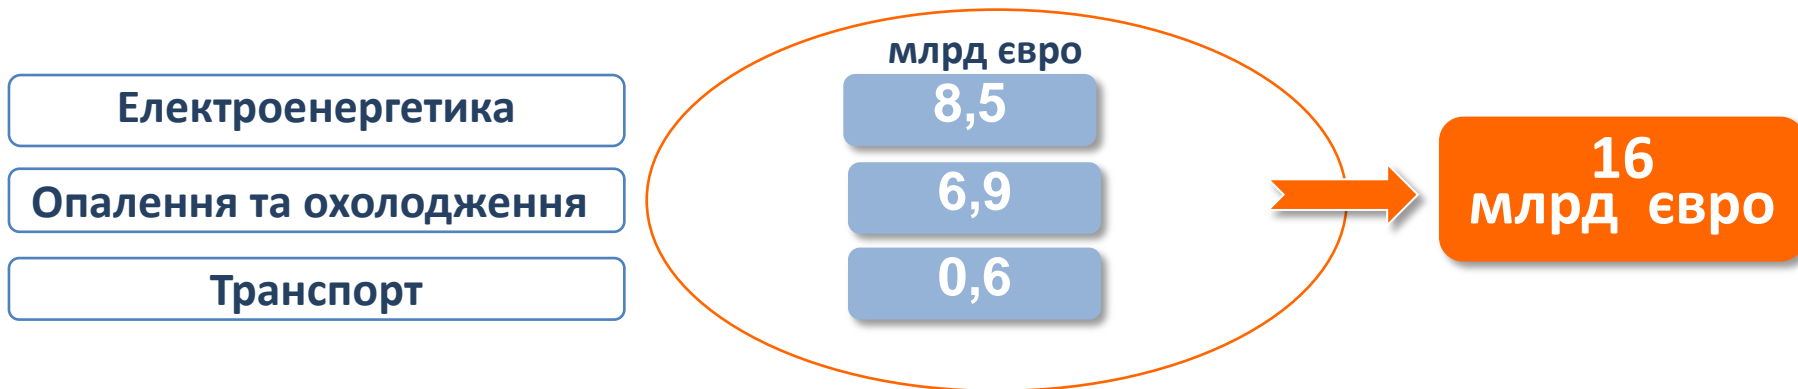 млрд євро
Електроенергетика
8,5
Опалення та охолодження
6,9
Транспорт
0,6
16
млрд євро